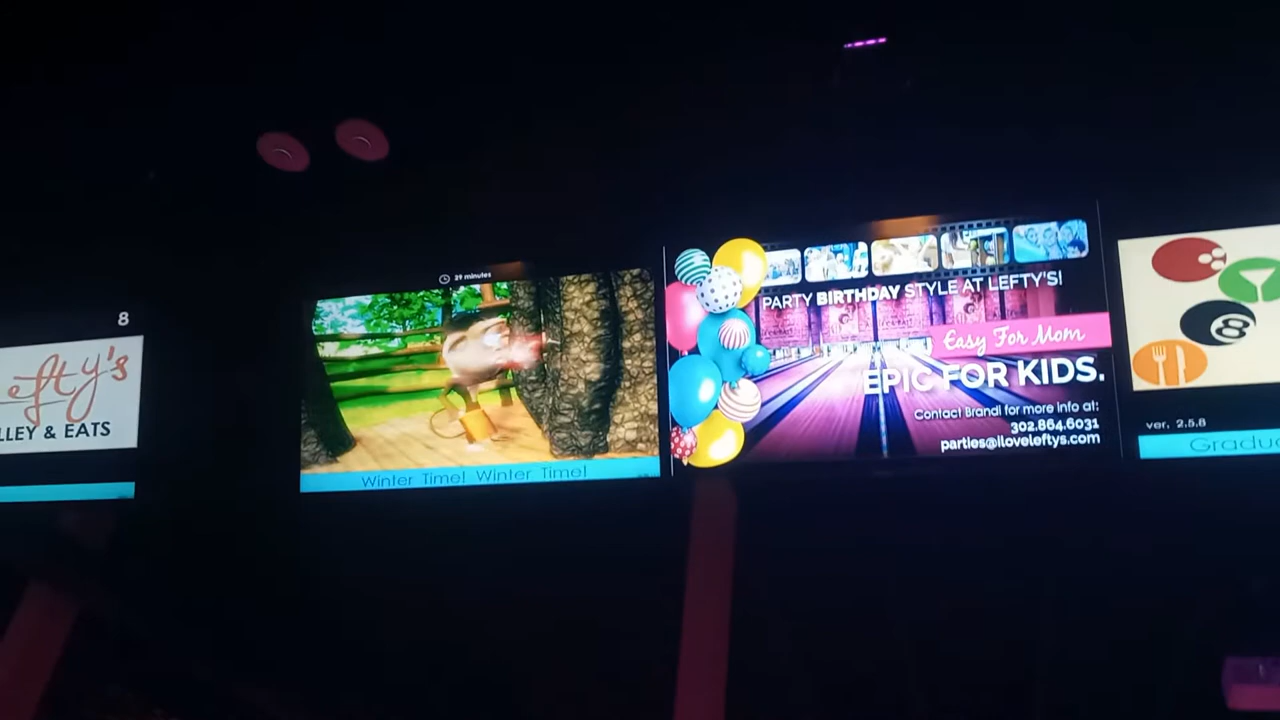 8
efty's
LLEY & EATS
29 minutes
Winter Time! Winter Time!
PARTY BIRTHDAY STYLE AT LEFTY'S!
Easy For Mom
EPIC FOR KIDS.
Contact Brandi for more info at:
302.864.6031
parties@iloveleftys.com
8
ver. 2.5.8
Gradu